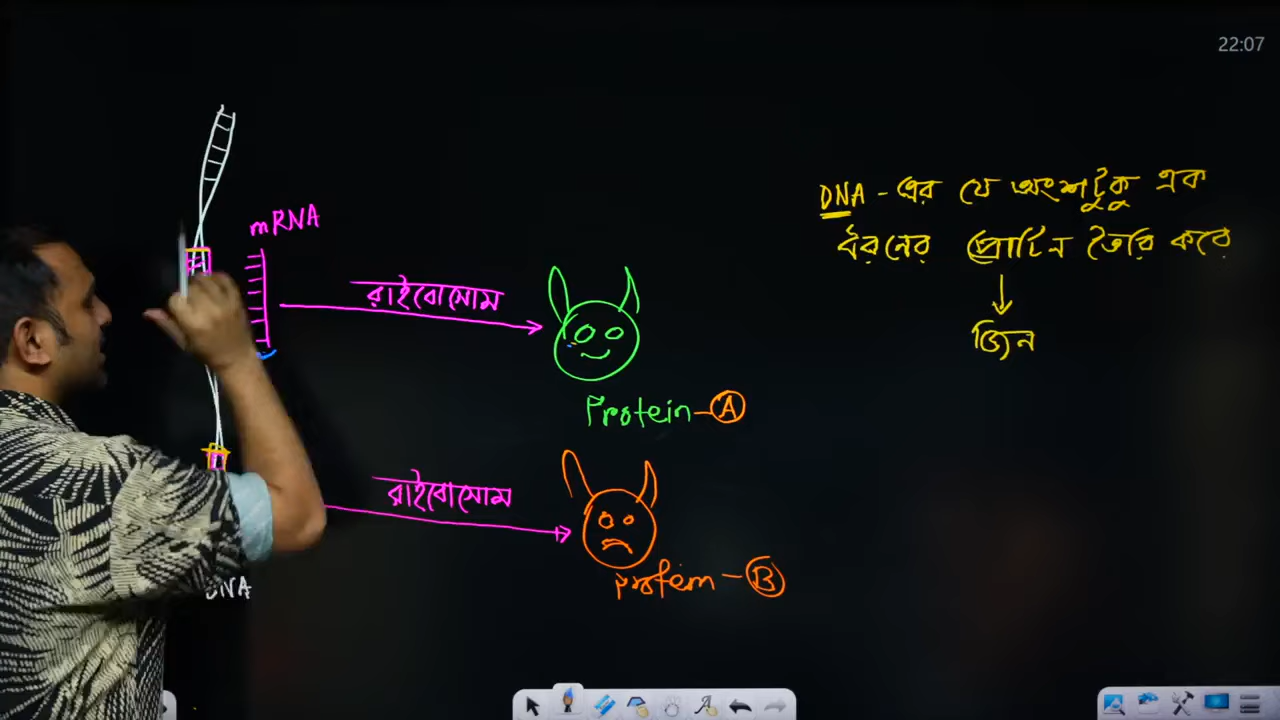 22:07
mRNA
রাইবোসোম
Protein-A
রাইবোসোম
Protein-B
DNA
DNA-এর যে অংশটুকু এক
ধরনের প্রোটিন তৈরি করে
জিন